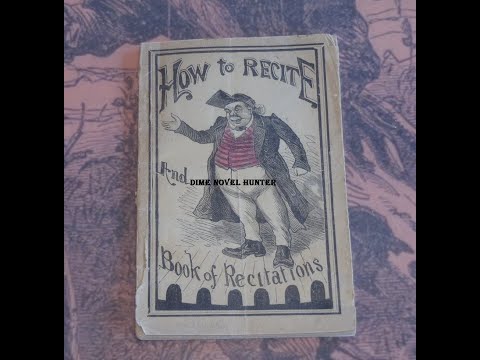 How to RECITE
And
DIME NOVEL HUNTER
Book of Recitations